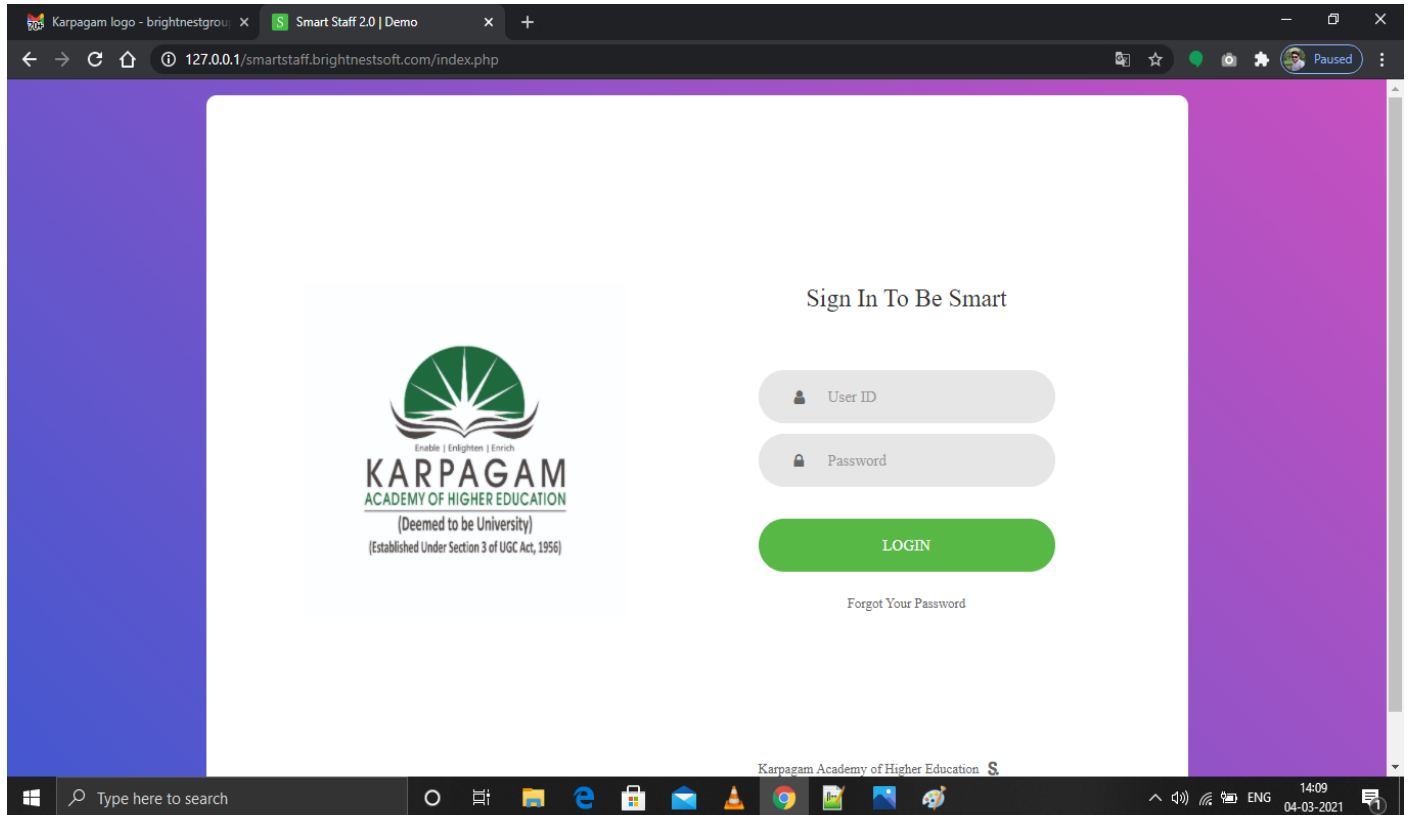 Karpagam logo - brightnestgrou
Smart Staff 2.0 | Demo
127.0.0.1/smartstaff.brightnestsoft.com/index.php
Paused
Sign In To Be Smart
User ID
Password
LOGIN
Forgot Your Password
Enable | Enlighten | Enrich
KARPAGAM
ACADEMY OF HIGHER EDUCATION
(Deemed to be University)
(Established Under Section 3 of UGC Act, 1956)
Karpagam Academy of Higher Education S.
Type here to search
ENG
14:09
04-03-2021
1